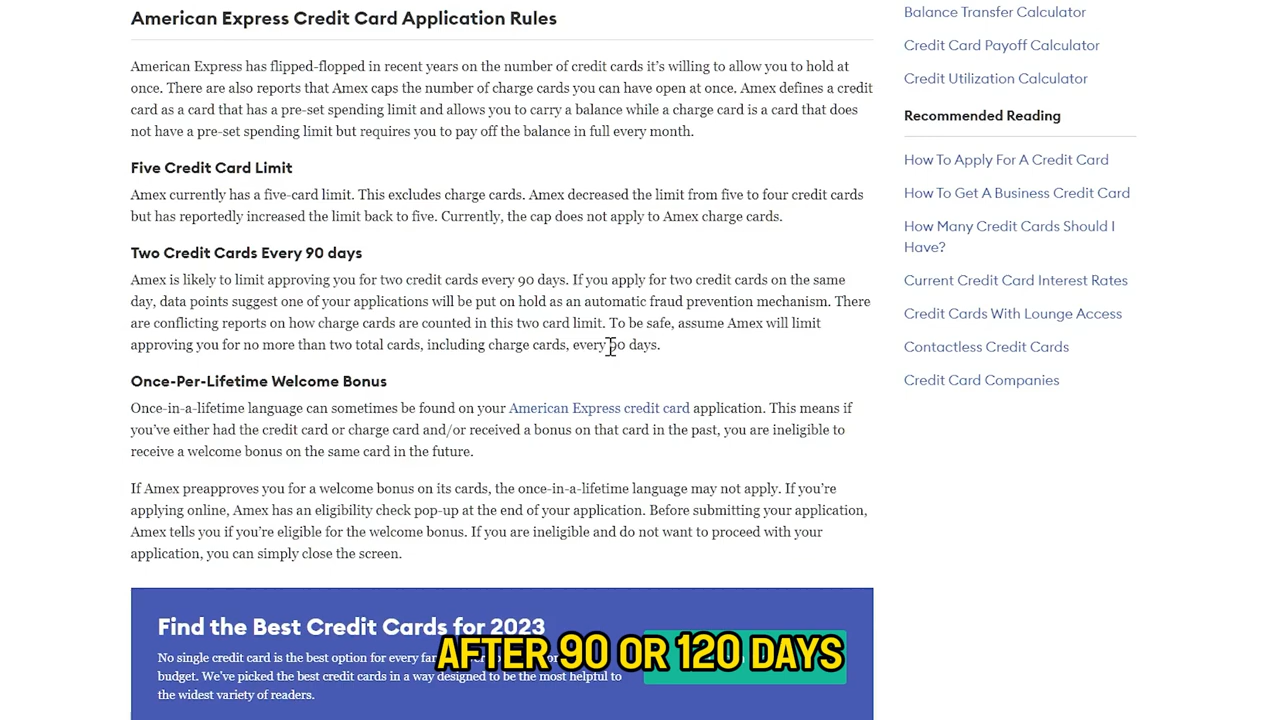 American Express Credit Card Application Rules
American Express has flipped-flopped in recent years on the number of credit cards it's willing to allow you to hold at
once. There are also reports that Amex caps the number of charge cards you can have open at once. Amex defines a credit
card as a card that has a pre-set spending limit and allows you to carry a balance while a charge card is a card that does
not have a pre-set spending limit but requires you to pay off the balance in full every month.
Five Credit Card Limit
Amex currently has a five-card limit. This excludes charge cards. Amex decreased the limit from five to four credit cards
but has reportedly increased the limit back to five. Currently, the cap does not apply to Amex charge cards.
Two Credit Cards Every 90 days
Amex is likely to limit approving you for two credit cards every 90 days. If you apply for two credit cards on the same
day, data points suggest one of your applications will be put on hold as an automatic fraud prevention mechanism. There
are conflicting reports on how charge cards are counted in this two card limit. To be safe, assume Amex will limit
approving you for no more than two total cards, including charge cards, every days.
Once-Per-Lifetime Welcome Bonus
Once-in-a-lifetime language can sometimes be found on your American Express credit card application. This means if
you've either had the credit card or charge card and/or received a bonus on that card in the past, you are ineligible to
receive a welcome bonus on the same card in the future.
If Amex preapproves you for a welcome bonus on its cards, the once-in-a-lifetime language may not apply. If you're
applying online, Amex has an eligibility check pop-up at the end of your application. Before submitting your application,
Amex tells you if you're eligible for the welcome bonus. If you are ineligible and do not want to proceed with your
application, you can simply close the screen.
Find the Best Credit Cards for 2023
No single credit card is the best option for every
budget. We've picked the best credit cards in a way designed to be the most helpful to
the widest variety of readers.
AFTER 90 OR 120 DAYS
Balance Transfer Calculator
Credit Card Payoff Calculator
Credit Utilization Calculator
Recommended Reading
How To Apply For A Credit Card
How To Get A Business Credit Card
How Many Credit Cards Should I
Have?
Current Credit Card Interest Rates
Credit Cards With Lounge Access
Contactless Credit Cards
Credit Card Companies